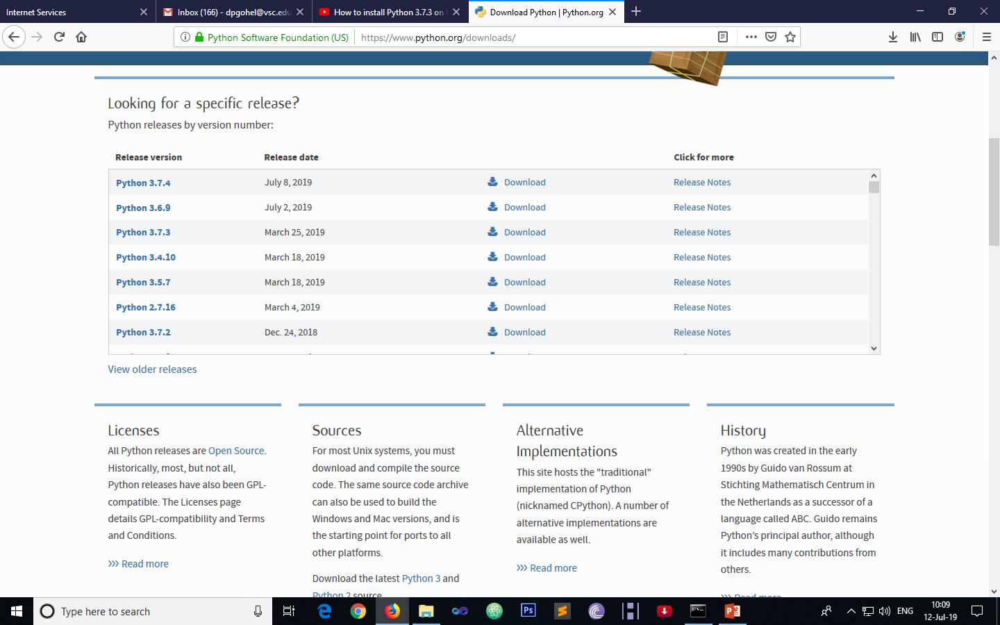 Internet Services
Inbox (166) - dpgohel@vsc.edu
How to install Python 3.7.3 on
Download Python | Python.org
Python Software Foundation (US)
https://www.python.org/downloads/
Looking for a specific release?
Python releases by version number:
Release version Release date Click for more
Python 3.7.4 July 8, 2019 Download Release Notes
Python 3.6.9 July 2, 2019 Download Release Notes
Python 3.7.3 March 25, 2019 Download Release Notes
Python 3.4.10 March 18, 2019 Download Release Notes
Python 3.5.7 March 18, 2019 Download Release Notes
Python 2.7.16 March 4, 2019 Download Release Notes
Python 3.7.2 Dec. 24, 2018 Download Release Notes
View older releases
Licenses
All Python releases are Open Source.
Historically, most, but not all,
Python releases have also been GPL-
compatible. The Licenses page
details GPL-compatibility and Terms
and Conditions.
>>> Read more
Sources
For most Unix systems, you must
download and compile the source
code. The same source code archive
can also be used to build the
Windows and Mac versions, and is
the starting point for ports to all
other platforms.
Download the latest Python 3 and
Python 2 source
Alternative
Implementations
This site hosts the "traditional"
implementation of Python
(nicknamed CPython). A number of
alternative implementations are
available as well.
>>> Read more
History
Python was created in the early
1990s by Guido van Rossum at
Stichting Mathematisch Centrum in
the Netherlands as a successor of a
language called ABC. Guido remains
Python’s principal author, although
it includes many contributions from
others.
>>> Read more
Type here to search
Ps
ENG
10:09
12-Jul-19